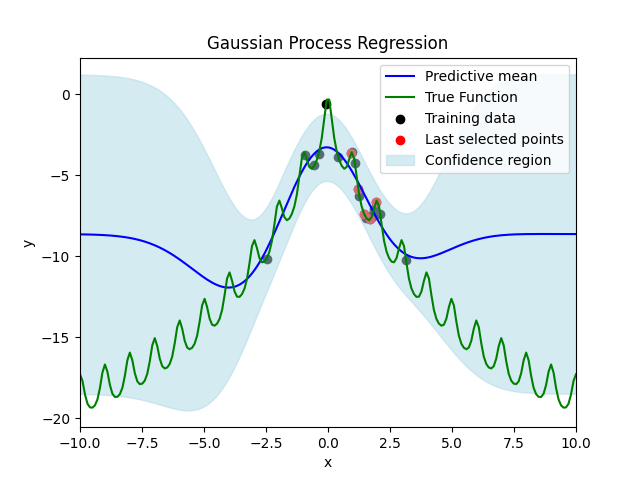 Gaussian Process Regression
Predictive mean
True Function
Training data
Last selected points
Confidence region
y
0
−5
−10
−15
−20
−10.0 −7.5 −5.0 −2.5 0.0 2.5 5.0 7.5 10.0
x